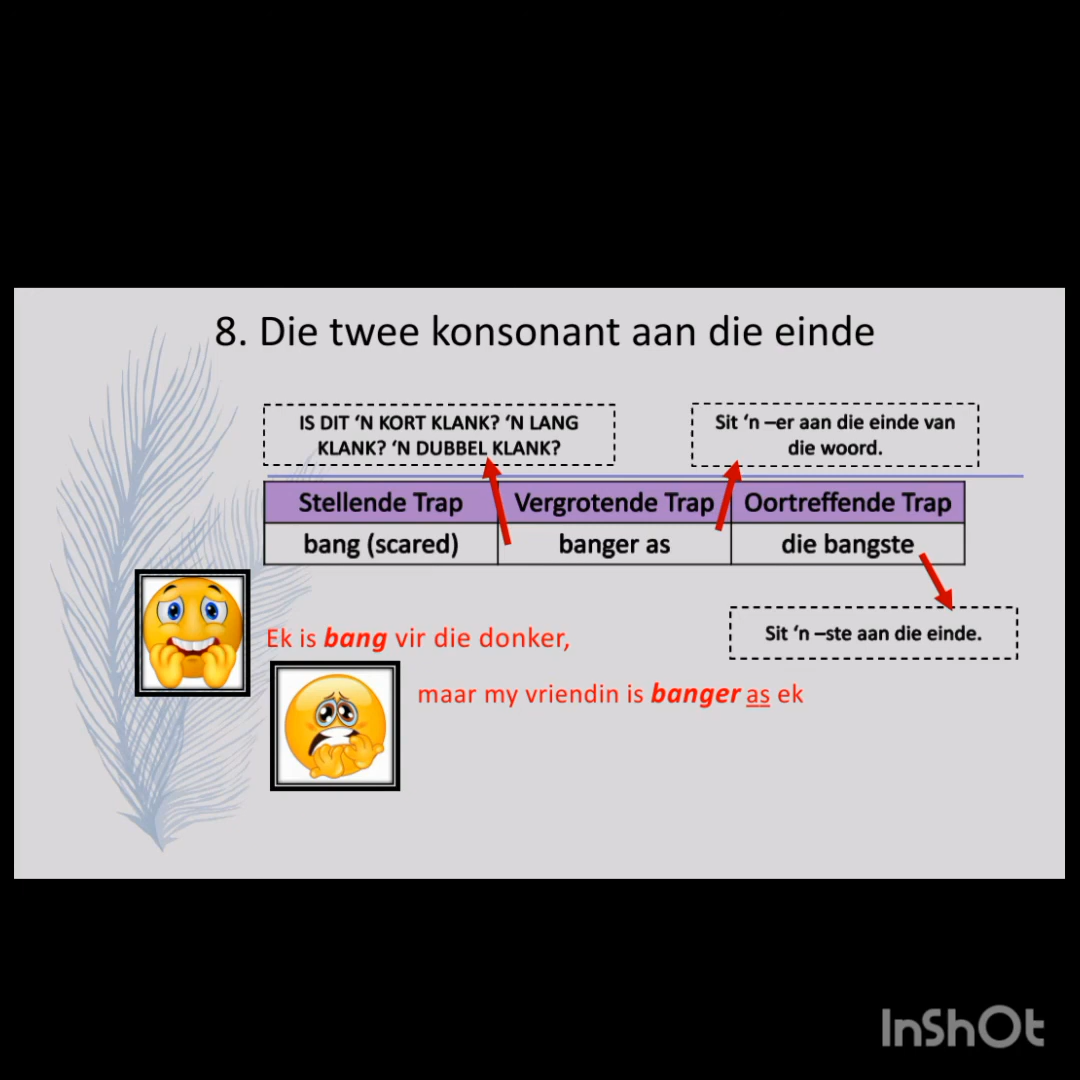 8. Die twee konsonant aan die einde
IS DIT ‘N KORT KLANK? ‘N LANG
KLANK? ‘N DUBBEL KLANK?
Sit ‘n –er aan die einde van
die woord.
Stellende Trap Vergrotende Trap Oortreffende Trap
bang (scared) banger as die bangste
Sit ‘n –ste aan die einde.
Ek is bang vir die donker,
maar my vriendin is banger as ek
InShOt